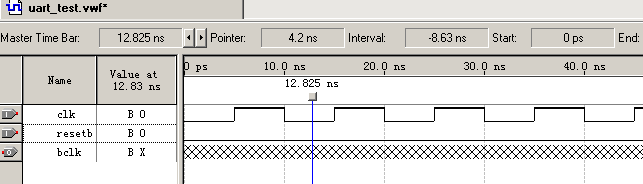 uart_test.vwf*
Master Time Bar: 12.825 ns Pointer: 4.2 ns Interval: -8.63 ns Start: 0 ps End:
Name Value at 12.83 ns 0 ps 10.0 ns 20.0 ns 30.0 ns 40.0 ns
12.825 ns
clk B 0
resetb B 0
bclk B X